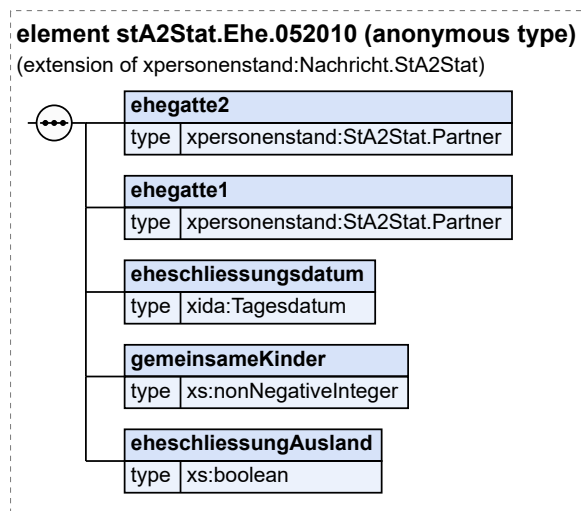 element stA2Stat.Ehe.052010 (anonymous type)
(extension of xpersonenstand:Nachricht.StA2Stat)
ehegatte2
type xpersonenstand:StA2Stat.Partner
ehegatte1
type xpersonenstand:StA2Stat.Partner
eheschliessungsdatum
type xida:Tagesdatum
gemeinsameKinder
type xs:nonNegativeInteger
eheschliessungAusland
type xs:boolean